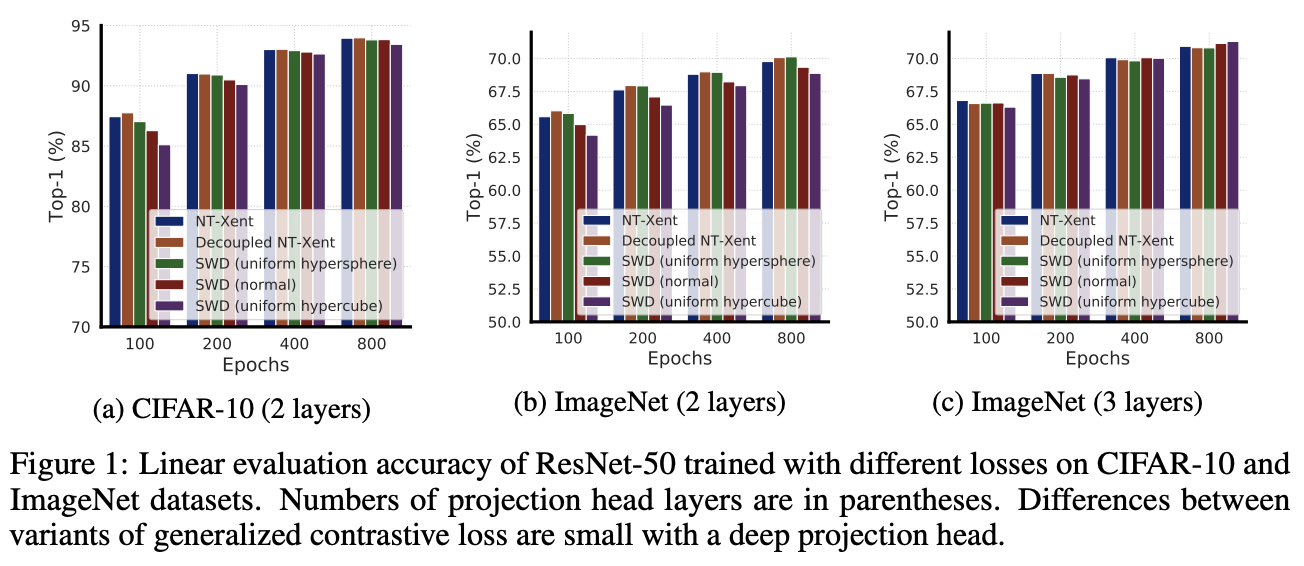 95
90
85
80
75
70
Top-1 (%)
NT-Xent
Decoupled NT-Xent
SWD (uniform hypersphere)
SWD (normal)
SWD (uniform hypercube)
100 200 400 800
Epochs
(a) CIFAR-10 (2 layers)
70.0
67.5
65.0
62.5
60.0
57.5
55.0
52.5
50.0
Top-1 (%)
NT-Xent
Decoupled NT-Xent
SWD (uniform hypersphere)
SWD (normal)
SWD (uniform hypercube)
100 200 400 800
Epochs
(b) ImageNet (2 layers)
70.0
67.5
65.0
62.5
60.0
57.5
55.0
52.5
50.0
Top-1 (%)
NT-Xent
Decoupled NT-Xent
SWD (uniform hypersphere)
SWD (normal)
SWD (uniform hypercube)
100 200 400 800
Epochs
(c) ImageNet (3 layers)
Figure 1: Linear evaluation accuracy of ResNet-50 trained with different losses on CIFAR-10 and
ImageNet datasets. Numbers of projection head layers are in parentheses. Differences between
variants of generalized contrastive loss are small with a deep projection head.